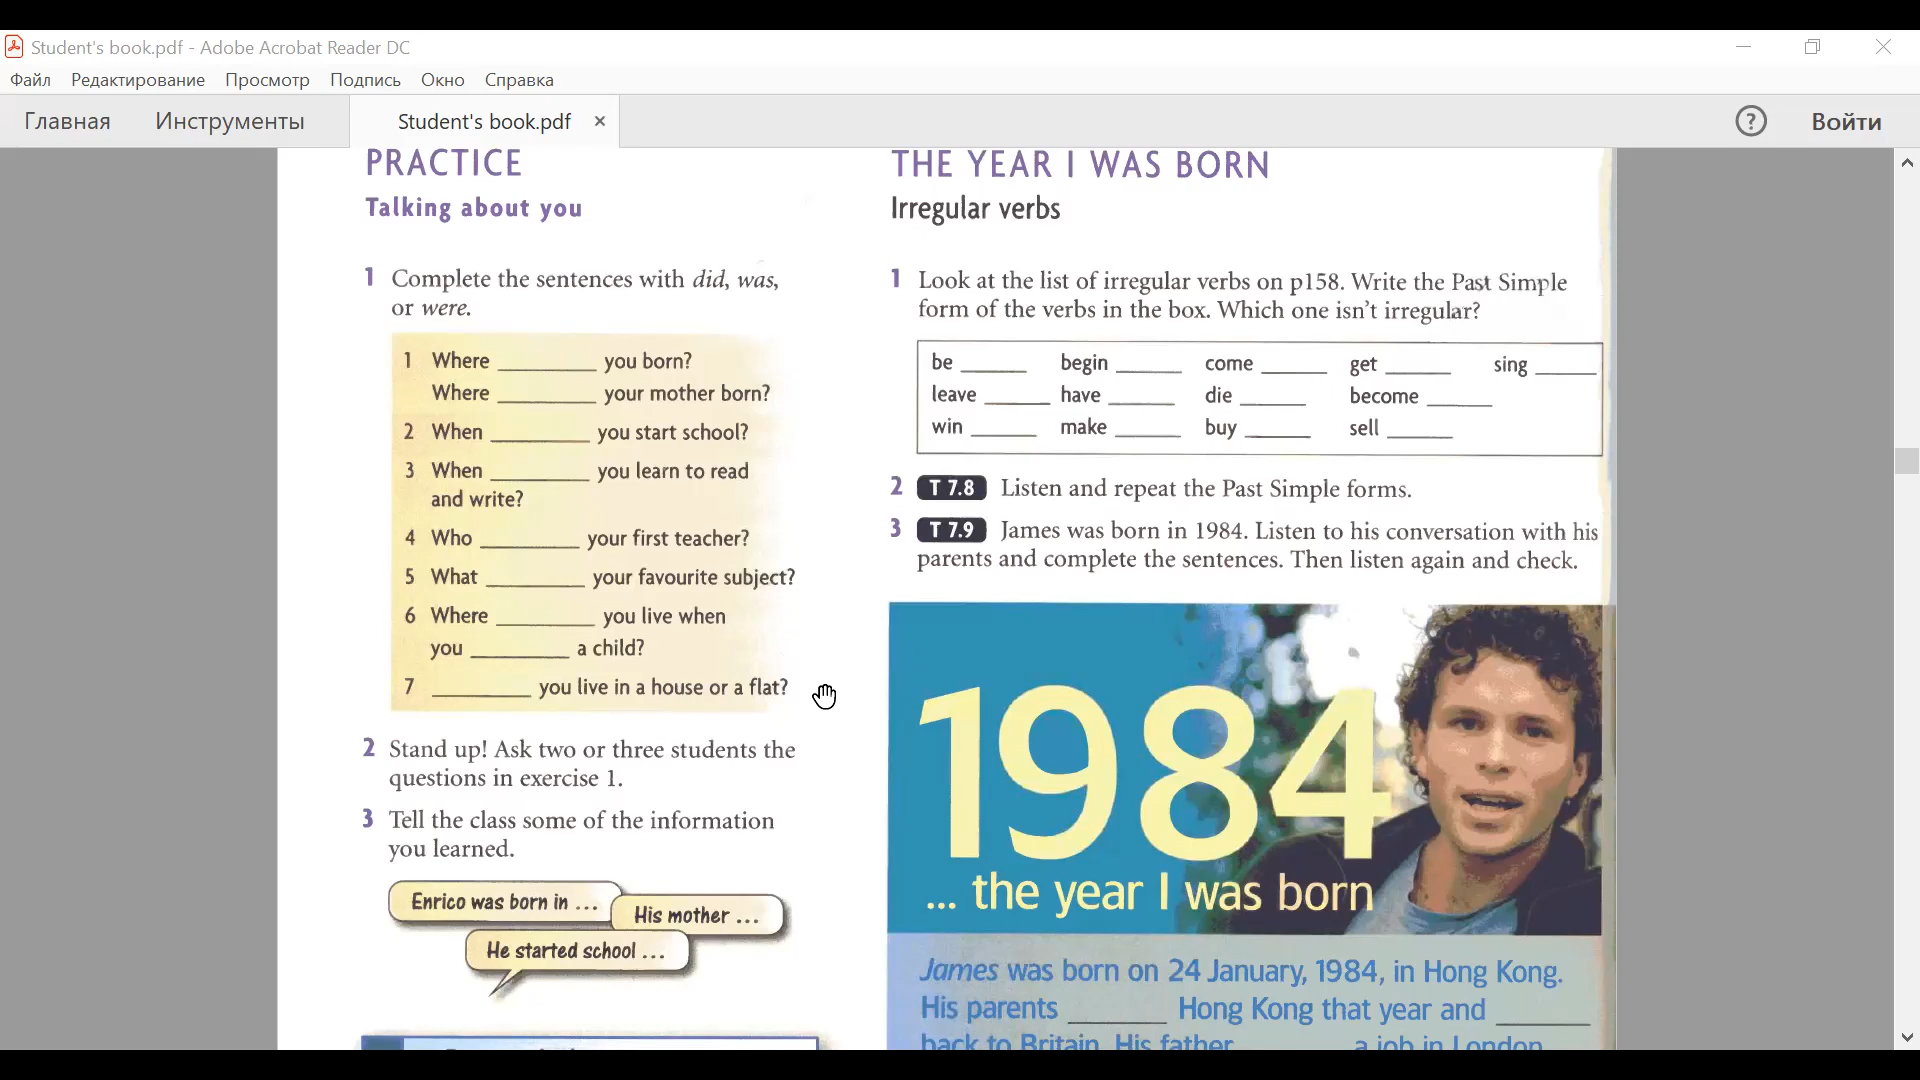 Student's book.pdf - Adobe Acrobat Reader DC
Файл Редактирование Просмотр Подпись Окно Справка
Главная Инструменты Student's book.pdf × ? Войти
PRACTICE
Talking about you
1 Complete the sentences with did, was,
or were.
1 Where ________ you born?
Where ________ your mother born?
2 When ________ you start school?
3 When ________ you learn to read
and write?
4 Who ________ your first teacher?
5 What ________ your favourite subject?
6 Where ________ you live when
you ________ a child?
7 ________ you live in a house or a flat?
2 Stand up! Ask two or three students the
questions in exercise 1.
3 Tell the class some of the information
you learned.
Enrico was born in ...
His mother ...
He started school ...
THE YEAR I WAS BORN
Irregular verbs
1 Look at the list of irregular verbs on p158. Write the Past Simple
form of the verbs in the box. Which one isn't irregular?
be ______ begin ______ come ______ get ______ sing ______
leave ______ have ______ die ______ become ______
win ______ make ______ buy ______ sell ______
2 T 7.8 Listen and repeat the Past Simple forms.
3 T 7.9 James was born in 1984. Listen to his conversation with his
parents and complete the sentences. Then listen again and check.
1984
... the year I was born
James was born on 24 January, 1984, in Hong Kong.
His parents ________ Hong Kong that year and ________
back to Britain. His father ________ a job in London